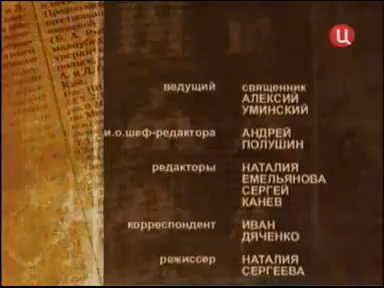 Ц
ведущий
священник
АЛЕКСИЙ
УМИНСКИЙ
и.о.шеф-редактора
АНДРЕЙ
ПОЛУШИН
редакторы
НАТАЛИЯ
ЕМЕЛЬЯНОВА
СЕРГЕЙ
КАНЕВ
корреспондент
ИВАН
ДЯЧЕНКО
режиссер
НАТАЛИЯ
СЕРГЕЕВА